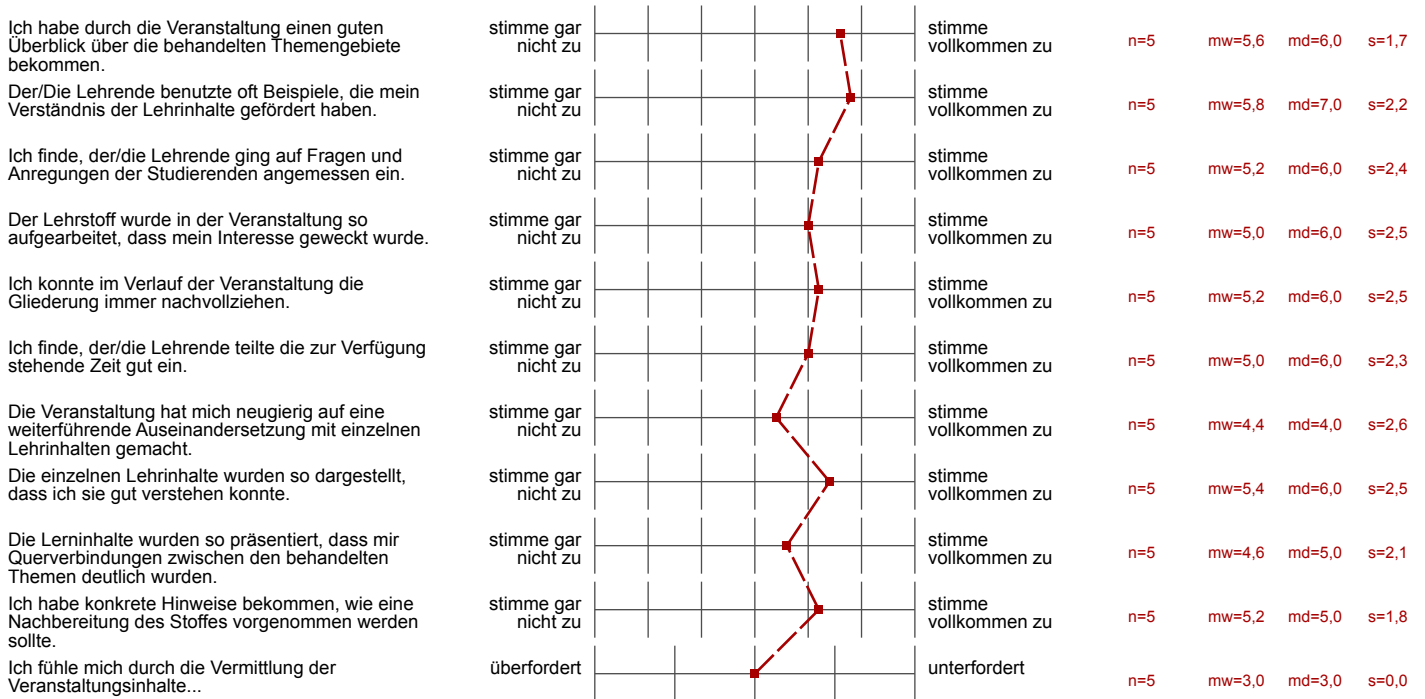 Ich habe durch die Veranstaltung einen guten
Überblick über die behandelten Themengebiete
bekommen.
stimme gar
nicht zu
stimme
vollkommen zu
n=5 mw=5,6 md=6,0 s=1,7
Der/Die Lehrende benutzte oft Beispiele, die mein
Verständnis der Lehrinhalte gefördert haben.
stimme gar
nicht zu
stimme
vollkommen zu
n=5 mw=5,8 md=7,0 s=2,2
Ich finde, der/die Lehrende ging auf Fragen und
Anregungen der Studierenden angemessen ein.
stimme gar
nicht zu
stimme
vollkommen zu
n=5 mw=5,2 md=6,0 s=2,4
Der Lehrstoff wurde in der Veranstaltung so
aufgearbeitet, dass mein Interesse geweckt wurde.
stimme gar
nicht zu
stimme
vollkommen zu
n=5 mw=5,0 md=6,0 s=2,5
Ich konnte im Verlauf der Veranstaltung die
Gliederung immer nachvollziehen.
stimme gar
nicht zu
stimme
vollkommen zu
n=5 mw=5,2 md=6,0 s=2,5
Ich finde, der/die Lehrende teilte die zur Verfügung
stehende Zeit gut ein.
stimme gar
nicht zu
stimme
vollkommen zu
n=5 mw=5,0 md=6,0 s=2,3
Die Veranstaltung hat mich neugierig auf eine
weiterführende Auseinandersetzung mit einzelnen
Lehrinhalten gemacht.
stimme gar
nicht zu
stimme
vollkommen zu
n=5 mw=4,4 md=4,0 s=2,6
Die einzelnen Lehrinhalte wurden so dargestellt,
dass ich sie gut verstehen konnte.
stimme gar
nicht zu
stimme
vollkommen zu
n=5 mw=5,4 md=6,0 s=2,5
Die Lerninhalte wurden so präsentiert, dass mir
Querverbindungen zwischen den behandelten
Themen deutlich wurden.
stimme gar
nicht zu
stimme
vollkommen zu
n=5 mw=4,6 md=5,0 s=2,1
Ich habe konkrete Hinweise bekommen, wie eine
Nachbereitung des Stoffes vorgenommen werden
sollte.
stimme gar
nicht zu
stimme
vollkommen zu
n=5 mw=5,2 md=5,0 s=1,8
Ich fühle mich durch die Vermittlung der
Veranstaltungsinhalte...
überfordert
unterfordert
n=5 mw=3,0 md=3,0 s=0,0